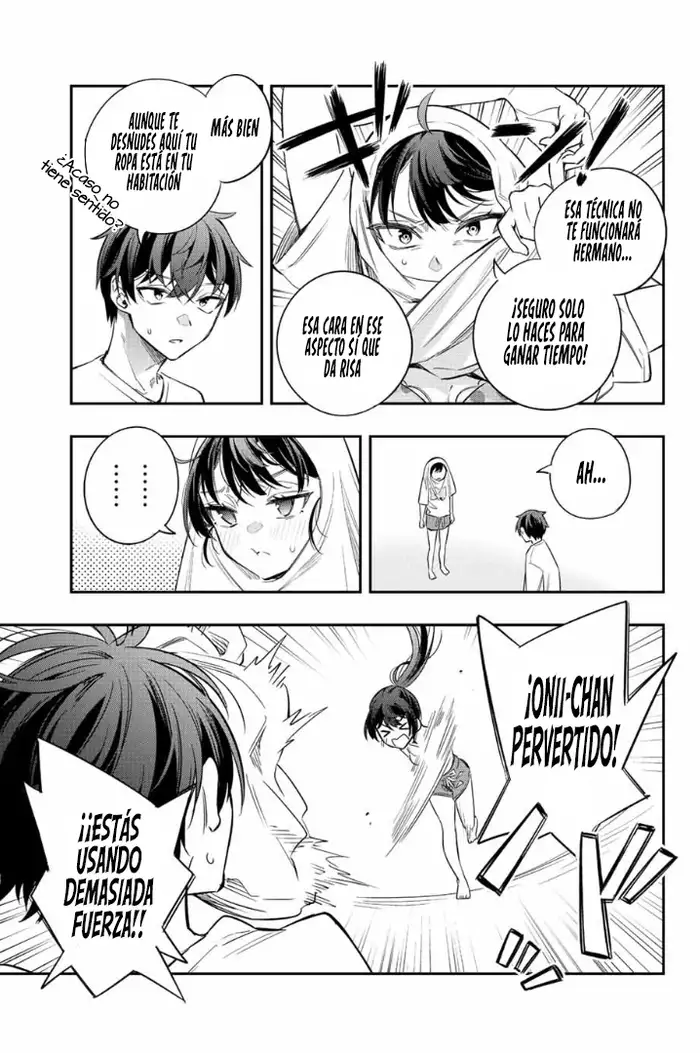 ESA TÉCNICA NO
TE FUNCIONARÁ
HERMANO...
¡SEGURO SOLO
LO HACES PARA
GANAR TIEMPO!
ESA CARA EN ESE
ASPECTO SÍ QUE
DA RISA
MÁS BIEN
AUNQUE TE
DESNUDES AQUÍ TU
ROPA ESTÁ EN TU
HABITACIÓN
¿Acaso no
tiene sentido?
AH...
¡ONII-CHAN
PERVERTIDO!
¡¡ESTÁS
USANDO
DEMASIADA
FUERZA!!